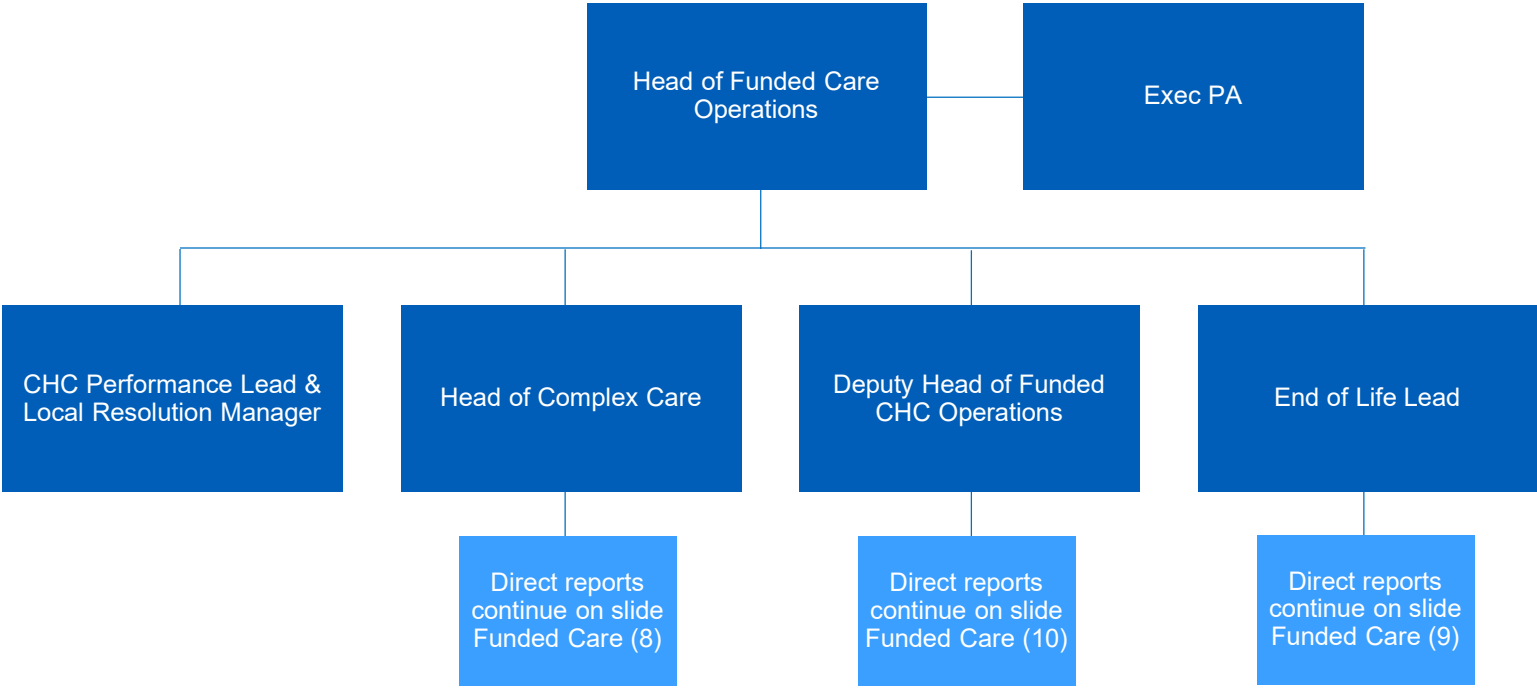 Head of Funded Care
Operations
Exec PA
CHC Performance Lead &
Local Resolution Manager
Head of Complex Care
Deputy Head of Funded
CHC Operations
End of Life Lead
Direct reports
continue on slide
Funded Care (8)
Direct reports
continue on slide
Funded Care (10)
Direct reports
continue on slide
Funded Care (9)